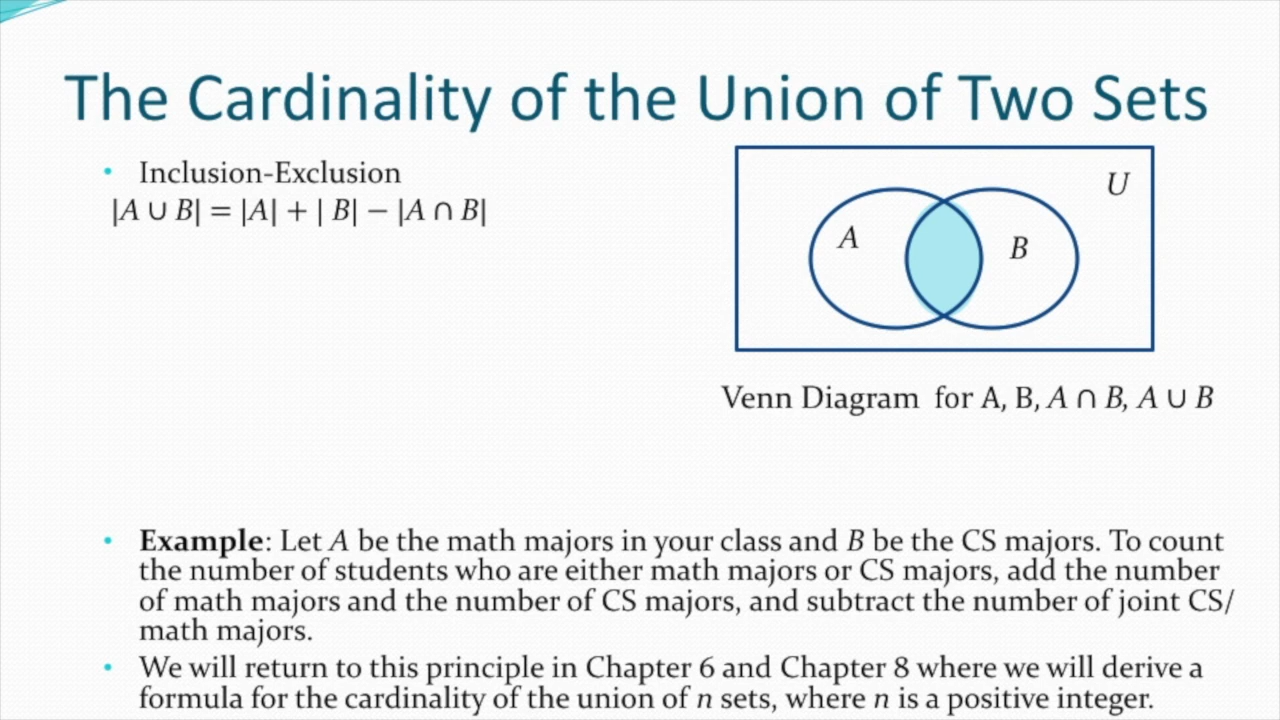 The Cardinality of the Union of Two Sets
• Inclusion-Exclusion
|A ∪ B| = |A| + | B| − |A ∩ B|
U
A
B
Venn Diagram for A, B, A ∩ B, A ∪ B
• Example: Let A be the math majors in your class and B be the CS majors. To count
the number of students who are either math majors or CS majors, add the number
of math majors and the number of CS majors, and subtract the number of joint CS/
math majors.
• We will return to this principle in Chapter 6 and Chapter 8 where we will derive a
formula for the cardinality of the union of n sets, where n is a positive integer.